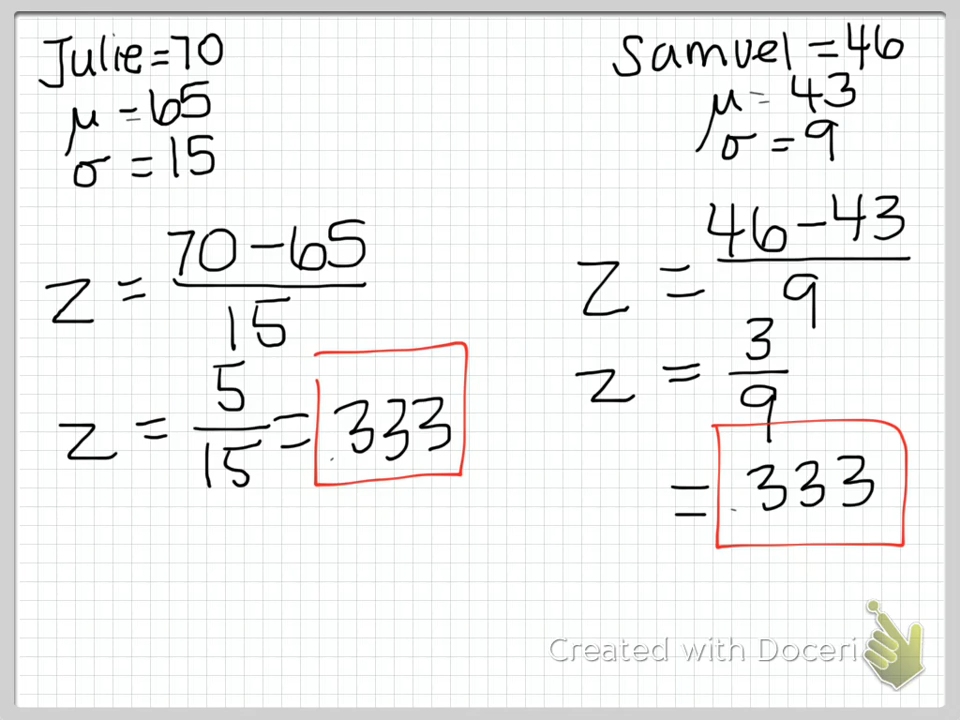 Julie = 70
μ = 65
σ = 15
z = 70 - 65
15
z = 5
15
= .333
Samuel = 46
μ = 43
σ = 9
z = 46 - 43
9
z = 3
9
= .333
Created with Doceri